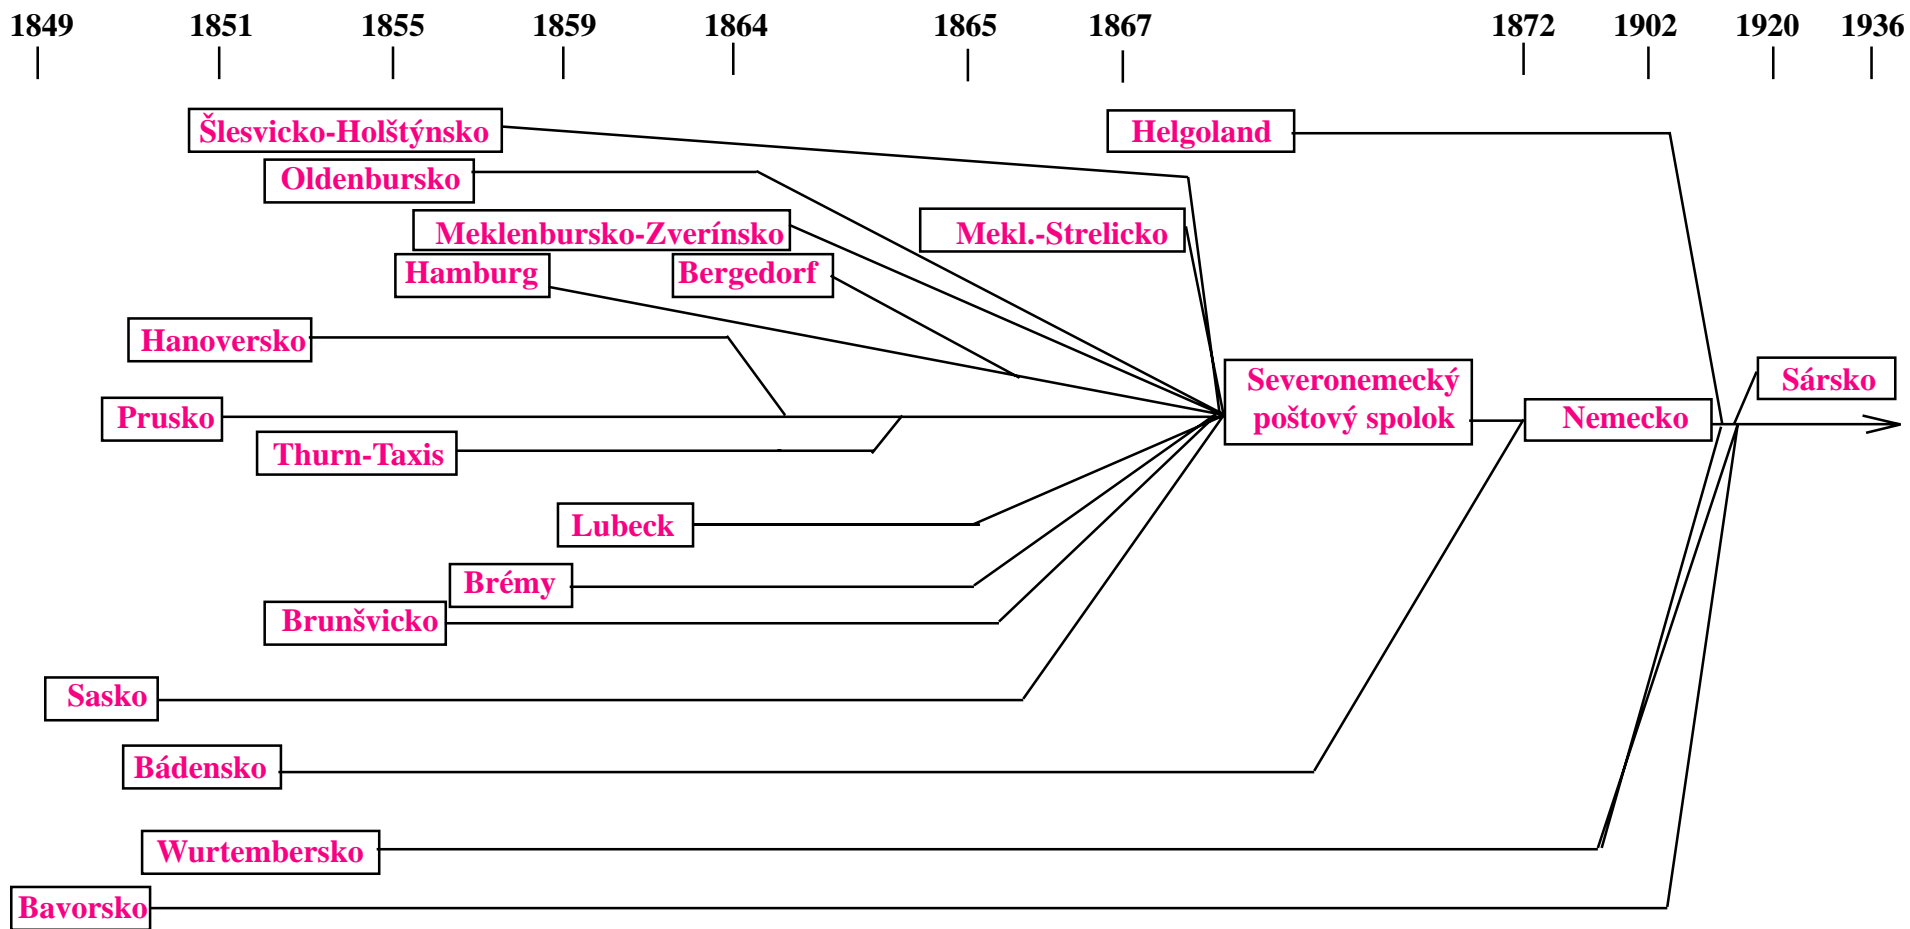 1849 1851 1855 1859 1864 1865 1867 1872 1902 1920 1936
Šlesvicko-Holštýnsko
Helgoland
Oldenbursko
Meklenbursko-Zverínsko
Mekl.-Strelicko
Hamburg
Bergedorf
Hanoversko
Severonemecký
poštový spolok
Sársko
Prusko
Nemecko
Thurn-Taxis
Lubeck
Brémy
Brunšvicko
Sasko
Bádensko
Wurtembersko
Bavorsko